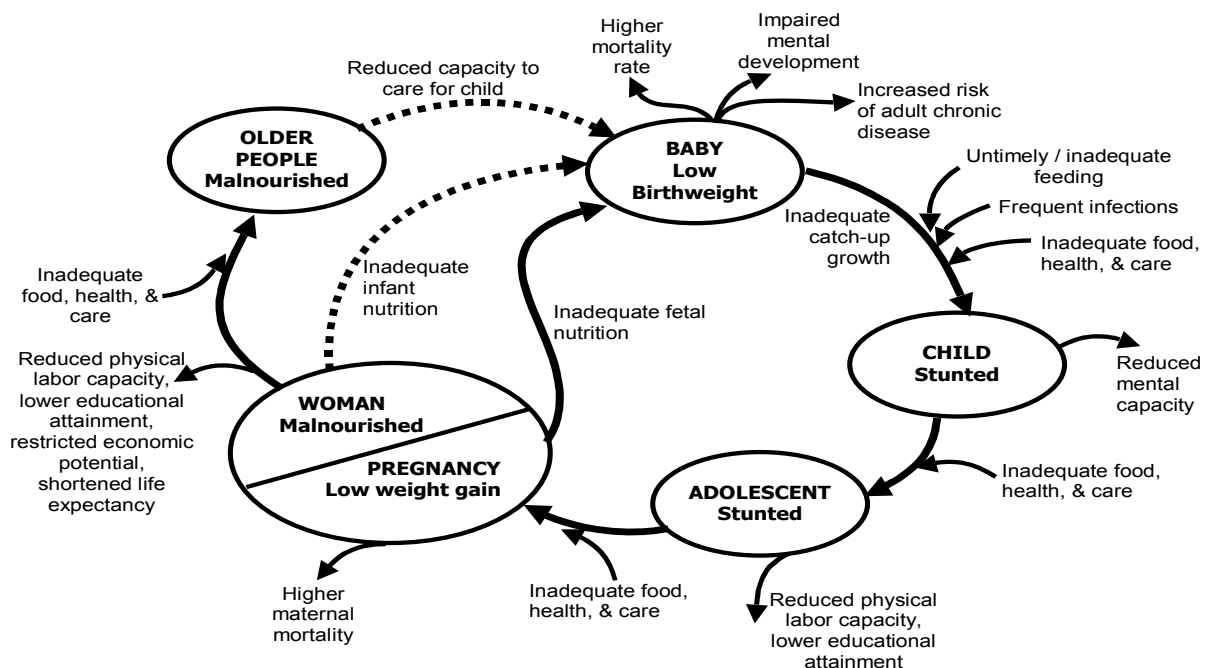 Higher
mortality
rate
Impaired
mental
development
Increased risk
of adult chronic
disease
Reduced capacity to
care for child
OLDER
PEOPLE
Malnourished
BABY
Low
Birthweight
Untimely / inadequate
feeding
Frequent infections
Inadequate food,
health, & care
Inadequate
catch-up
growth
Inadequate
food, health, &
care
Inadequate
infant
nutrition
Inadequate fetal
nutrition
CHILD
Stunted
Reduced
mental
capacity
Reduced physical
labor capacity,
lower educational
attainment,
restricted economic
potential,
shortened life
expectancy
WOMAN
Malnourished
PREGNANCY
Low weight gain
ADOLESCENT
Stunted
Inadequate food,
health, & care
Higher
maternal
mortality
Inadequate food,
health, & care
Reduced physical
labor capacity,
lower educational
attainment